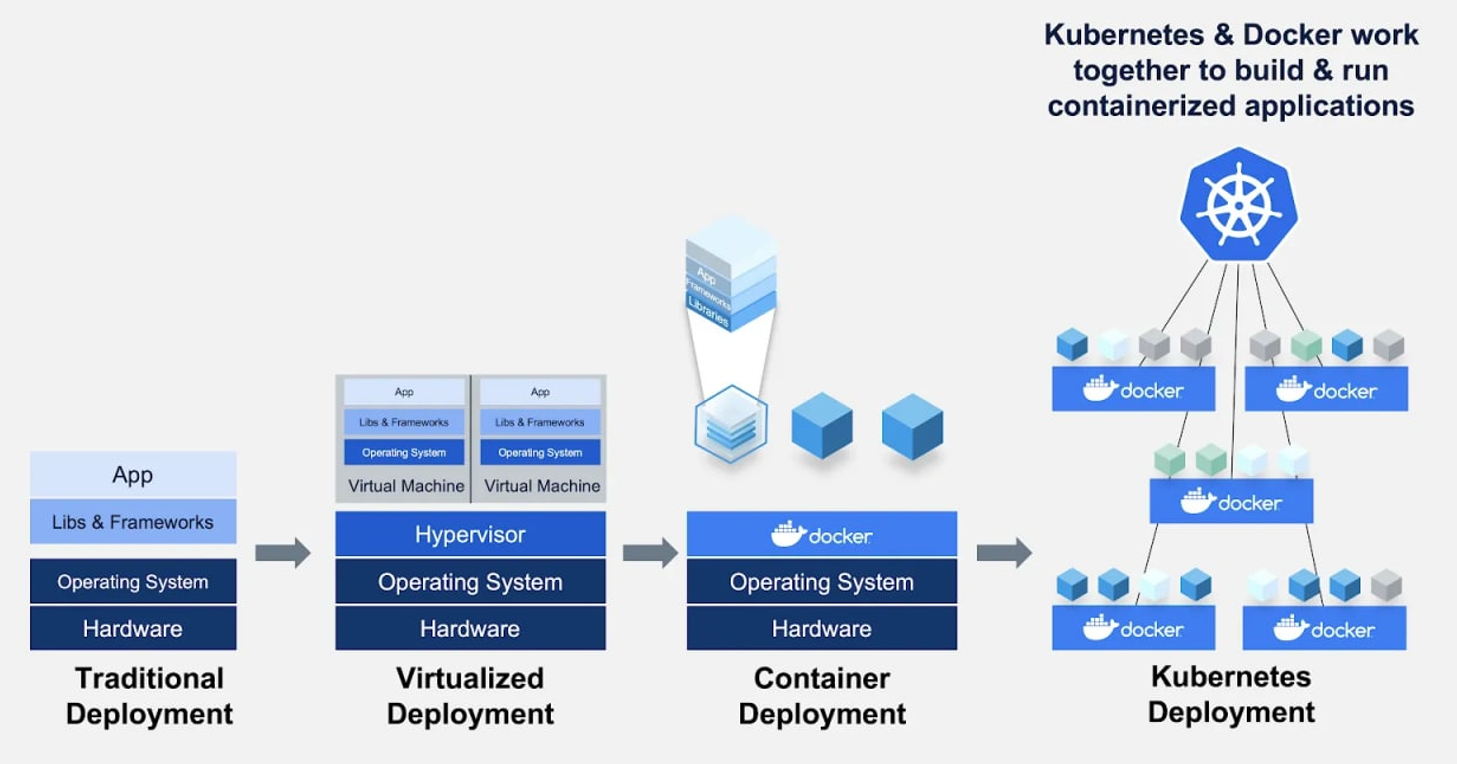 Kubernetes & Docker work
together to build & run
containerized applications
App
Libs & Frameworks
Operating System
Hardware
Traditional
Deployment
App
Libs & Frameworks
Operating System
Virtual Machine
App
Libs & Frameworks
Operating System
Virtual Machine
Hypervisor
Operating System
Hardware
Virtualized
Deployment
App
Frameworks
Libraries
docker
Operating System
Hardware
Container
Deployment
docker
docker
docker
docker
docker
Kubernetes
Deployment